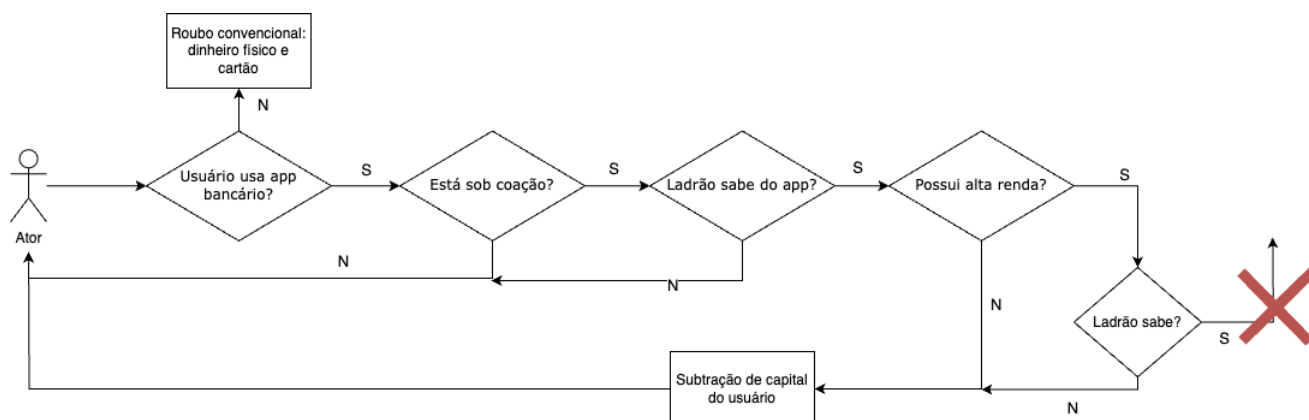 Roubo convencional:
dinheiro físico e
cartão
N
Usuário usa app
bancário?
S
Está sob coação?
S
Ladrão sabe do app?
S
Possui alta renda?
S
Ator
N
N
N
Ladrão sabe?
S
Subtração de capital
do usuário
N